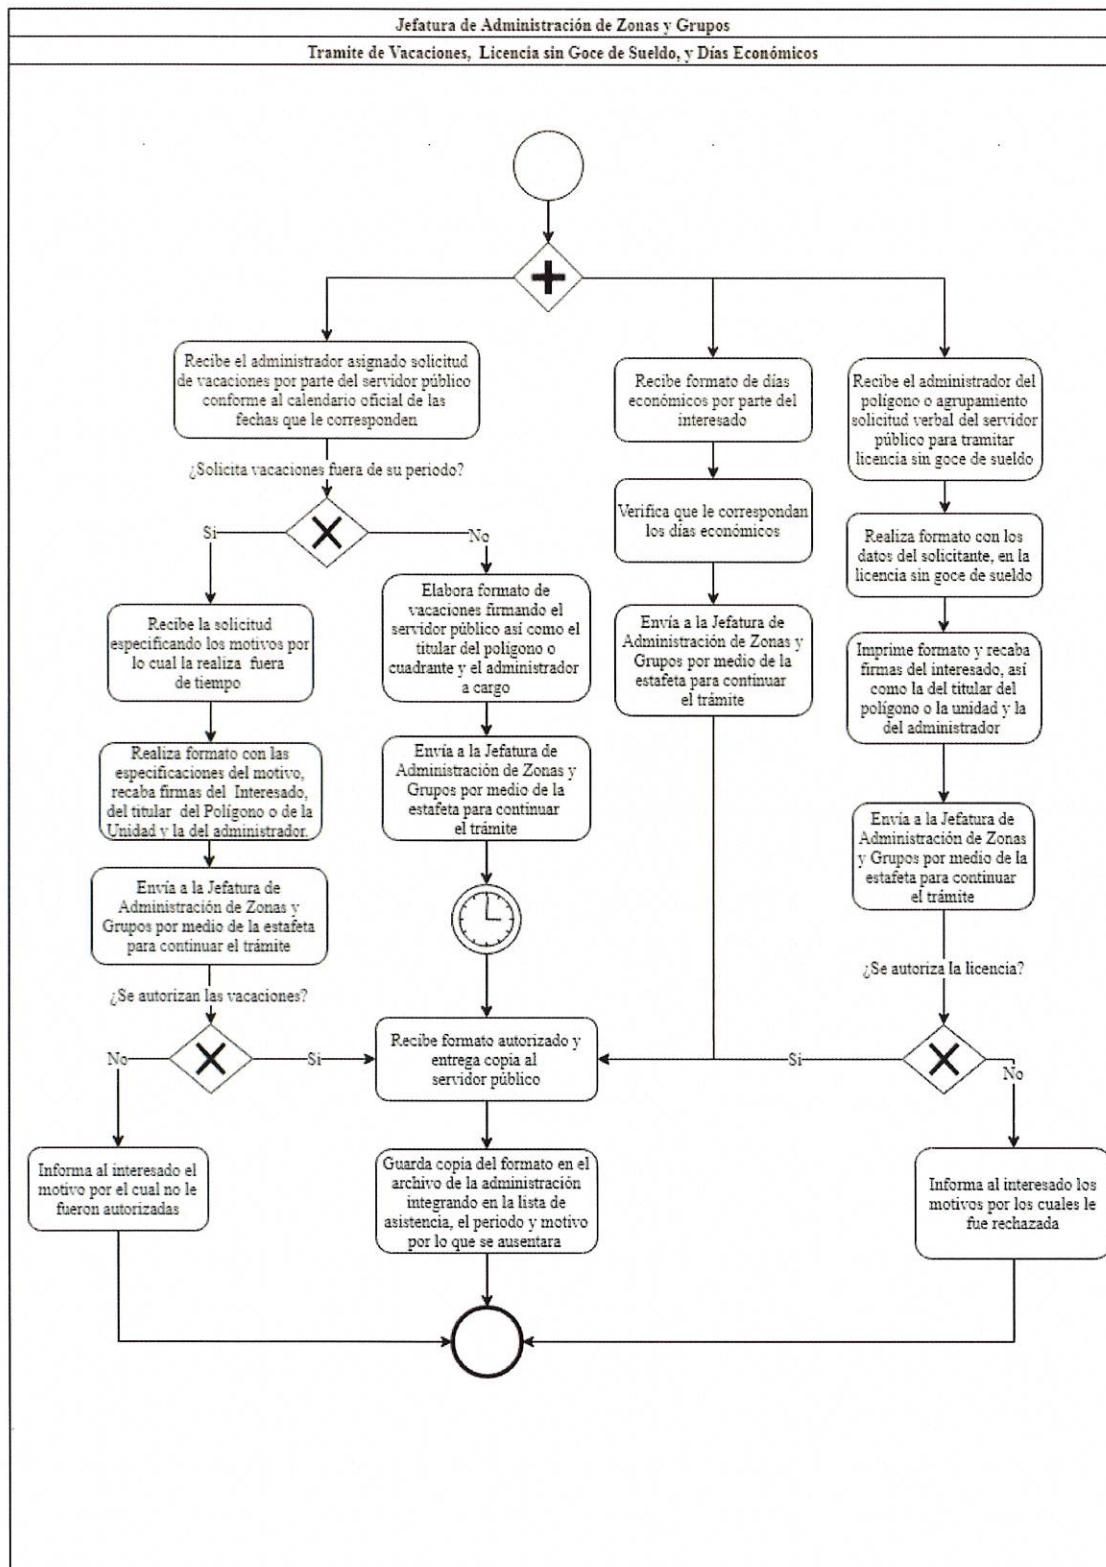 Jefatura de Administración de Zonas y Grupos
Tramite de Vacaciones, Licencia sin Goce de Sueldo, y Días Económicos
Recibe el administrador asignado solicitud
de vacaciones por parte del servidor público
conforme al calendario oficial de las
fechas que le corresponden
¿Solicita vacaciones fuera de su periodo?
Si
No
Recibe la solicitud
especificando los motivos por
lo cual la realiza fuera
de tiempo
Realiza formato con las
especificaciones del motivo,
recaba firmas del Interesado,
del titular del Polígono o de la
Unidad y la del administrador.
Envía a la Jefatura de
Administración de Zonas y
Grupos por medio de la estafeta
para continuar el trámite
¿Se autorizan las vacaciones?
No
Si
Informa al interesado el
motivo por el cual no le
fueron autorizadas
Elabora formato de
vacaciones firmando el
servidor público así como el
titular del polígono o
cuadrante y el administrador
a cargo
Envía a la Jefatura de
Administración de Zonas y
Grupos por medio de la
estafeta para continuar
el trámite
Recibe formato autorizado y
entrega copia al
servidor público
Guarda copia del formato en el
archivo de la administración
integrando en la lista de
asistencia, el periodo y motivo
por lo que se ausentara
Recibe formato de días
económicos por parte del
interesado
Verifica que le correspondan
los días económicos
Envía a la Jefatura de
Administración de Zonas y
Grupos por medio de la
estafeta para continuar
el trámite
Recibe el administrador del
polígono o agrupamiento
solicitud verbal del servidor
público para tramitar
licencia sin goce de sueldo
Realiza formato con los
datos del solicitante, en la
licencia sin goce de sueldo
Imprime formato y recaba
firmas del interesado, así
como la del titular del
polígono o la unidad y la
del administrador
Envía a la Jefatura de
Administración de Zonas
y Grupos por medio de la
estafeta para continuar
el trámite
¿Se autoriza la licencia?
Si
No
Informa al interesado los
motivos por los cuales le
fue rechazada